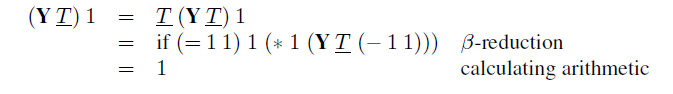 (Y T) 1 = T (Y T) 1
= if (= 1 1) 1 (∗ 1 (Y T (− 1 1))) β-reduction
= 1 calculating arithmetic